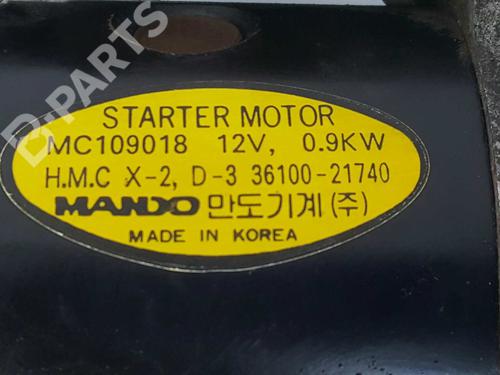 B-PARTS
STARTER MOTOR
MC109018 12V, 0.9KW
H.M.C X-2, D-3 36100-21740
MANDO 만도기계(주)
MADE IN KOREA